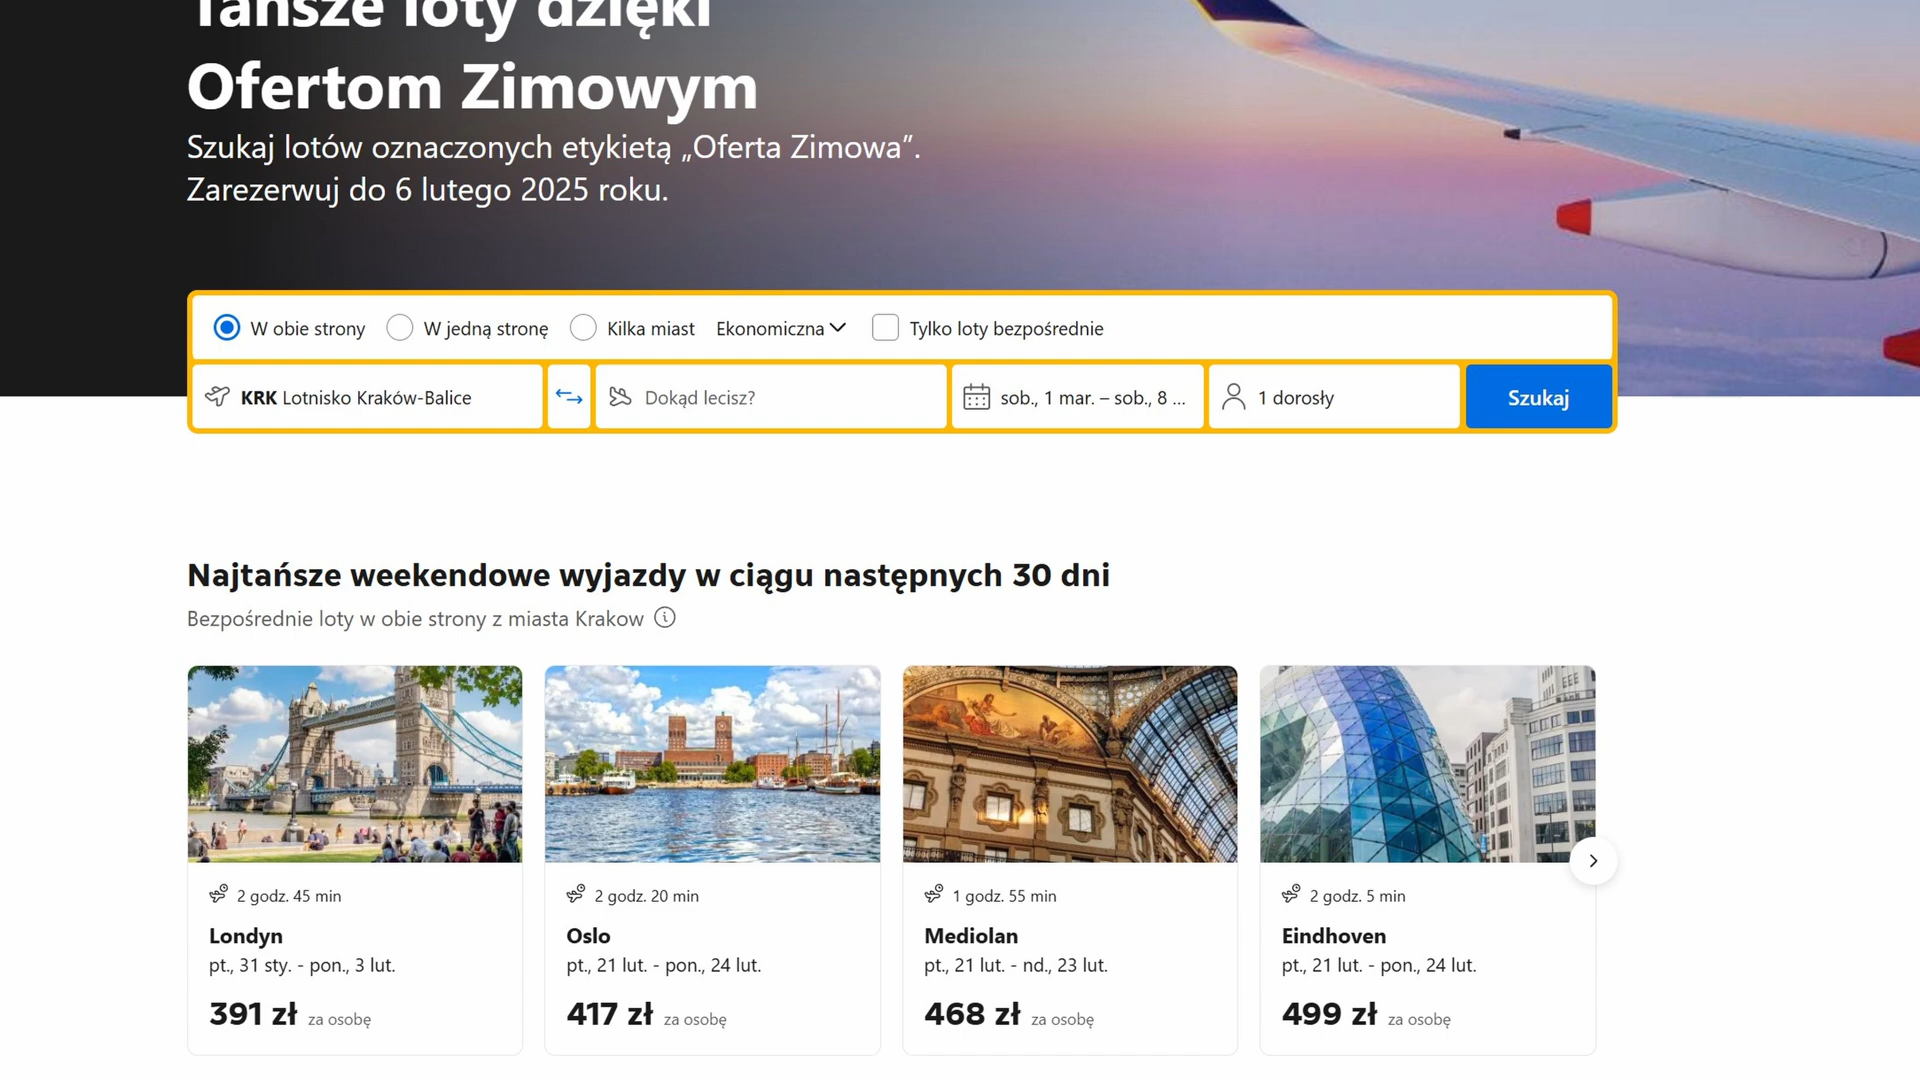 Tańsze loty dzięki
Ofertom Zimowym
Szukaj lotów oznaczonych etykietą „Oferta Zimowa”.
Zarezerwuj do 6 lutego 2025 roku.
W obie strony W jedną stronę Kilka miast Ekonomiczna Tylko loty bezpośrednie
KRK Lotnisko Kraków-Balice Dokąd lecisz? sob., 1 mar. – sob., 8 ... 1 dorosły Szukaj
Najtańsze weekendowe wyjazdy w ciągu następnych 30 dni
Bezpośrednie loty w obie strony z miasta Krakow
2 godz. 45 min
Londyn
pt., 31 sty. - pon., 3 lut.
391 zł za osobę
2 godz. 20 min
Oslo
pt., 21 lut. - pon., 24 lut.
417 zł za osobę
1 godz. 55 min
Mediolan
pt., 21 lut. - nd., 23 lut.
468 zł za osobę
2 godz. 5 min
Eindhoven
pt., 21 lut. - pon., 24 lut.
499 zł za osobę